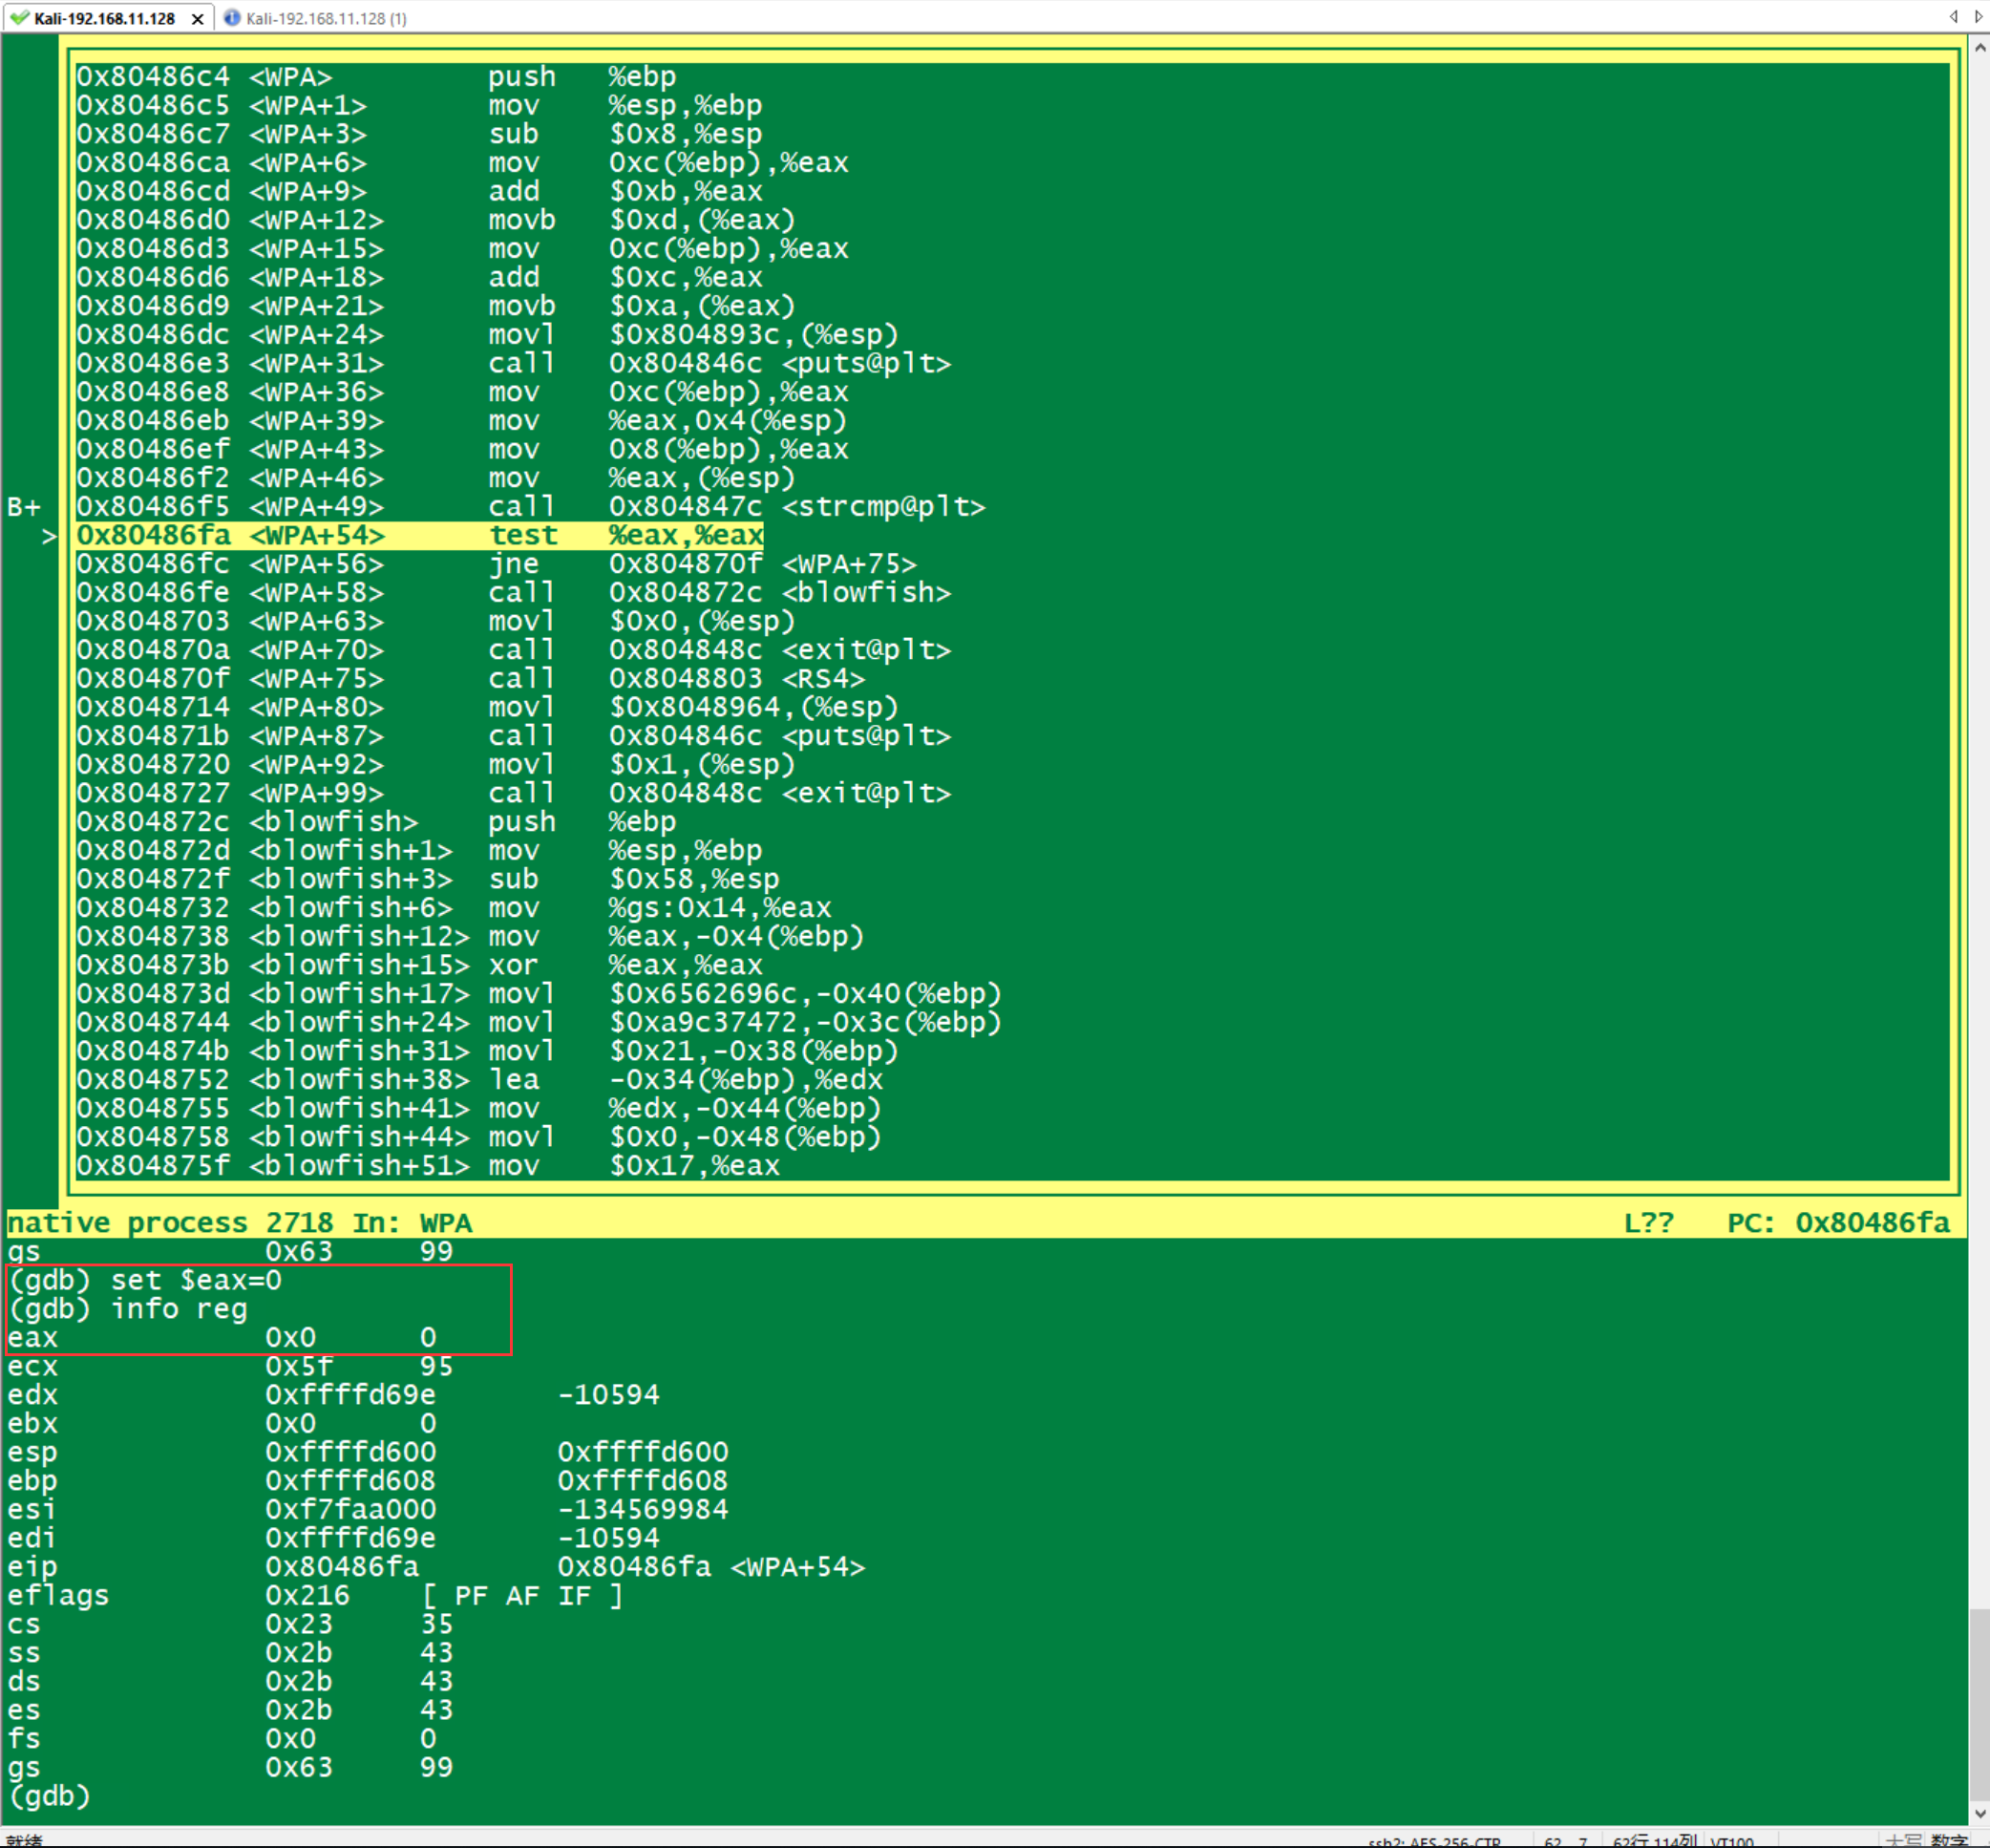 Kali-192.168.11.128 Kali-192.168.11.128 (1)
0x80486c4 <WPA> push %ebp
0x80486c5 <WPA+1> mov %esp,%ebp
0x80486c7 <WPA+3> sub $0x8,%esp
0x80486ca <WPA+6> mov 0xc(%ebp),%eax
0x80486cd <WPA+9> add $0xb,%eax
0x80486d0 <WPA+12> movb $0xd,(%eax)
0x80486d3 <WPA+15> mov 0xc(%ebp),%eax
0x80486d6 <WPA+18> add $0xc,%eax
0x80486d9 <WPA+21> movb $0xa,(%eax)
0x80486dc <WPA+24> movl $0x804893c,(%esp)
0x80486e3 <WPA+31> call 0x804846c <puts@plt>
0x80486e8 <WPA+36> mov 0xc(%ebp),%eax
0x80486eb <WPA+39> mov %eax,0x4(%esp)
0x80486ef <WPA+43> mov 0x8(%ebp),%eax
0x80486f2 <WPA+46> mov %eax,(%esp)
B+ 0x80486f5 <WPA+49> call 0x804847c <strcmp@plt>
> 0x80486fa <WPA+54> test %eax,%eax
0x80486fc <WPA+56> jne 0x804870f <WPA+75>
0x80486fe <WPA+58> call 0x804872c <blowfish>
0x8048703 <WPA+63> movl $0x0,(%esp)
0x804870a <WPA+70> call 0x804848c <exit@plt>
0x804870f <WPA+75> call 0x8048803 <RS4>
0x8048714 <WPA+80> movl $0x8048964,(%esp)
0x804871b <WPA+87> call 0x804846c <puts@plt>
0x8048720 <WPA+92> movl $0x1,(%esp)
0x8048727 <WPA+99> call 0x804848c <exit@plt>
0x804872c <blowfish> push %ebp
0x804872d <blowfish+1> mov %esp,%ebp
0x804872f <blowfish+3> sub $0x58,%esp
0x8048732 <blowfish+6> mov %gs:0x14,%eax
0x8048738 <blowfish+12> mov %eax,-0x4(%ebp)
0x804873b <blowfish+15> xor %eax,%eax
0x804873d <blowfish+17> movl $0x6562696c,-0x40(%ebp)
0x8048744 <blowfish+24> movl $0xa9c37472,-0x3c(%ebp)
0x804874b <blowfish+31> movl $0x21,-0x38(%ebp)
0x8048752 <blowfish+38> lea -0x34(%ebp),%edx
0x8048755 <blowfish+41> mov %edx,-0x44(%ebp)
0x8048758 <blowfish+44> movl $0x0,-0x48(%ebp)
0x804875f <blowfish+51> mov $0x17,%eax
native process 2718 In: WPA L?? PC: 0x80486fa
gs 0x63 99
(gdb) set $eax=0
(gdb) info reg
eax 0x0 0
ecx 0x5f 95
edx 0xffffd69e -10594
ebx 0x0 0
esp 0xffffd600 0xffffd600
ebp 0xffffd608 0xffffd608
esi 0xf7faa000 -134569984
edi 0xffffd69e -10594
eip 0x80486fa 0x80486fa <WPA+54>
eflags 0x216 [ PF AF IF ]
cs 0x23 35
ss 0x2b 43
ds 0x2b 43
es 0x2b 43
fs 0x0 0
gs 0x63 99
(gdb)
就绪 ssh2: AES-256-CTR 62, 7 62行, 114列 VT100 大写 数字